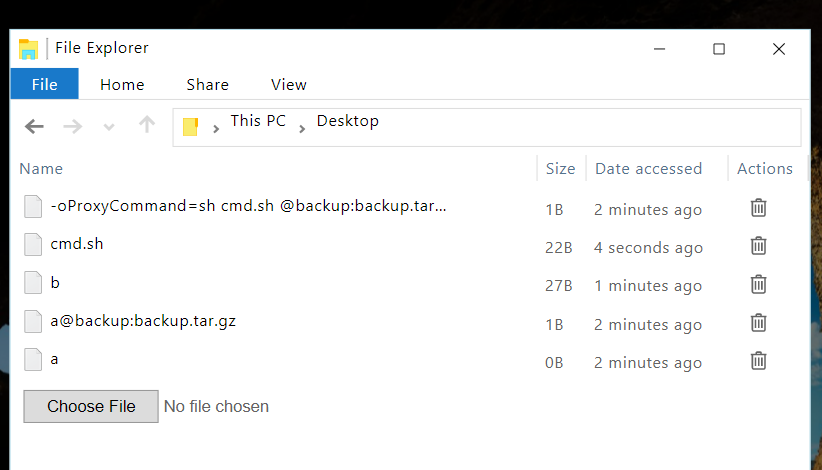 File Explorer
File Home Share View
This PC Desktop
Name Size Date accessed Actions
-oProxyCommand=sh cmd.sh @backup:backup.tar... 1B 2 minutes ago
cmd.sh 22B 4 seconds ago
b 27B 1 minutes ago
a@backup:backup.tar.gz 1B 2 minutes ago
a 0B 2 minutes ago
Choose File No file chosen